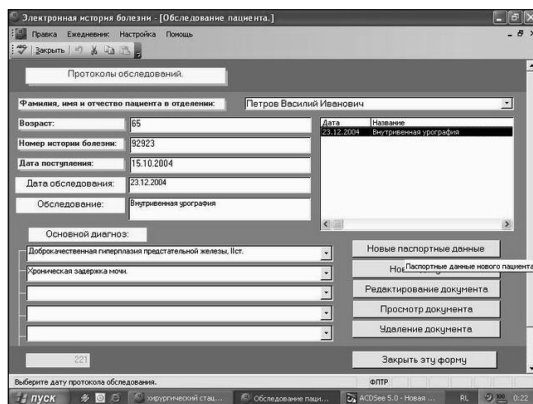 Электронная история болезни - [Обследование пациента.]
Правка Ежедневник Настройка Помощь
Закрыть
Протоколы обследований.
Фамилия, имя и отчество пациента в отделении: Петров Василий Иванович
Возраст: 65
Номер истории болезни: 92923
Дата поступления: 15.10.2004
Дата обследования: 23.12.2004
Обследование: Внутривенная урография
Дата Название
23.12.2004 Внутривенная урография
Основной диагноз:
Доброкачественная гиперплазия предстательной железы, IIст.
Хроническая задержка мочи.
Новые паспортные данные
Паспортные данные нового пациента
Редактирование документа
Просмотр документа
Удаление документа
221
Закрыть эту форму
Выберите дату протокола обследования. ФЛТР
пуск хирургический стац... Обследование паци... ACDSee 5.0 - Новая ... RL 0:22